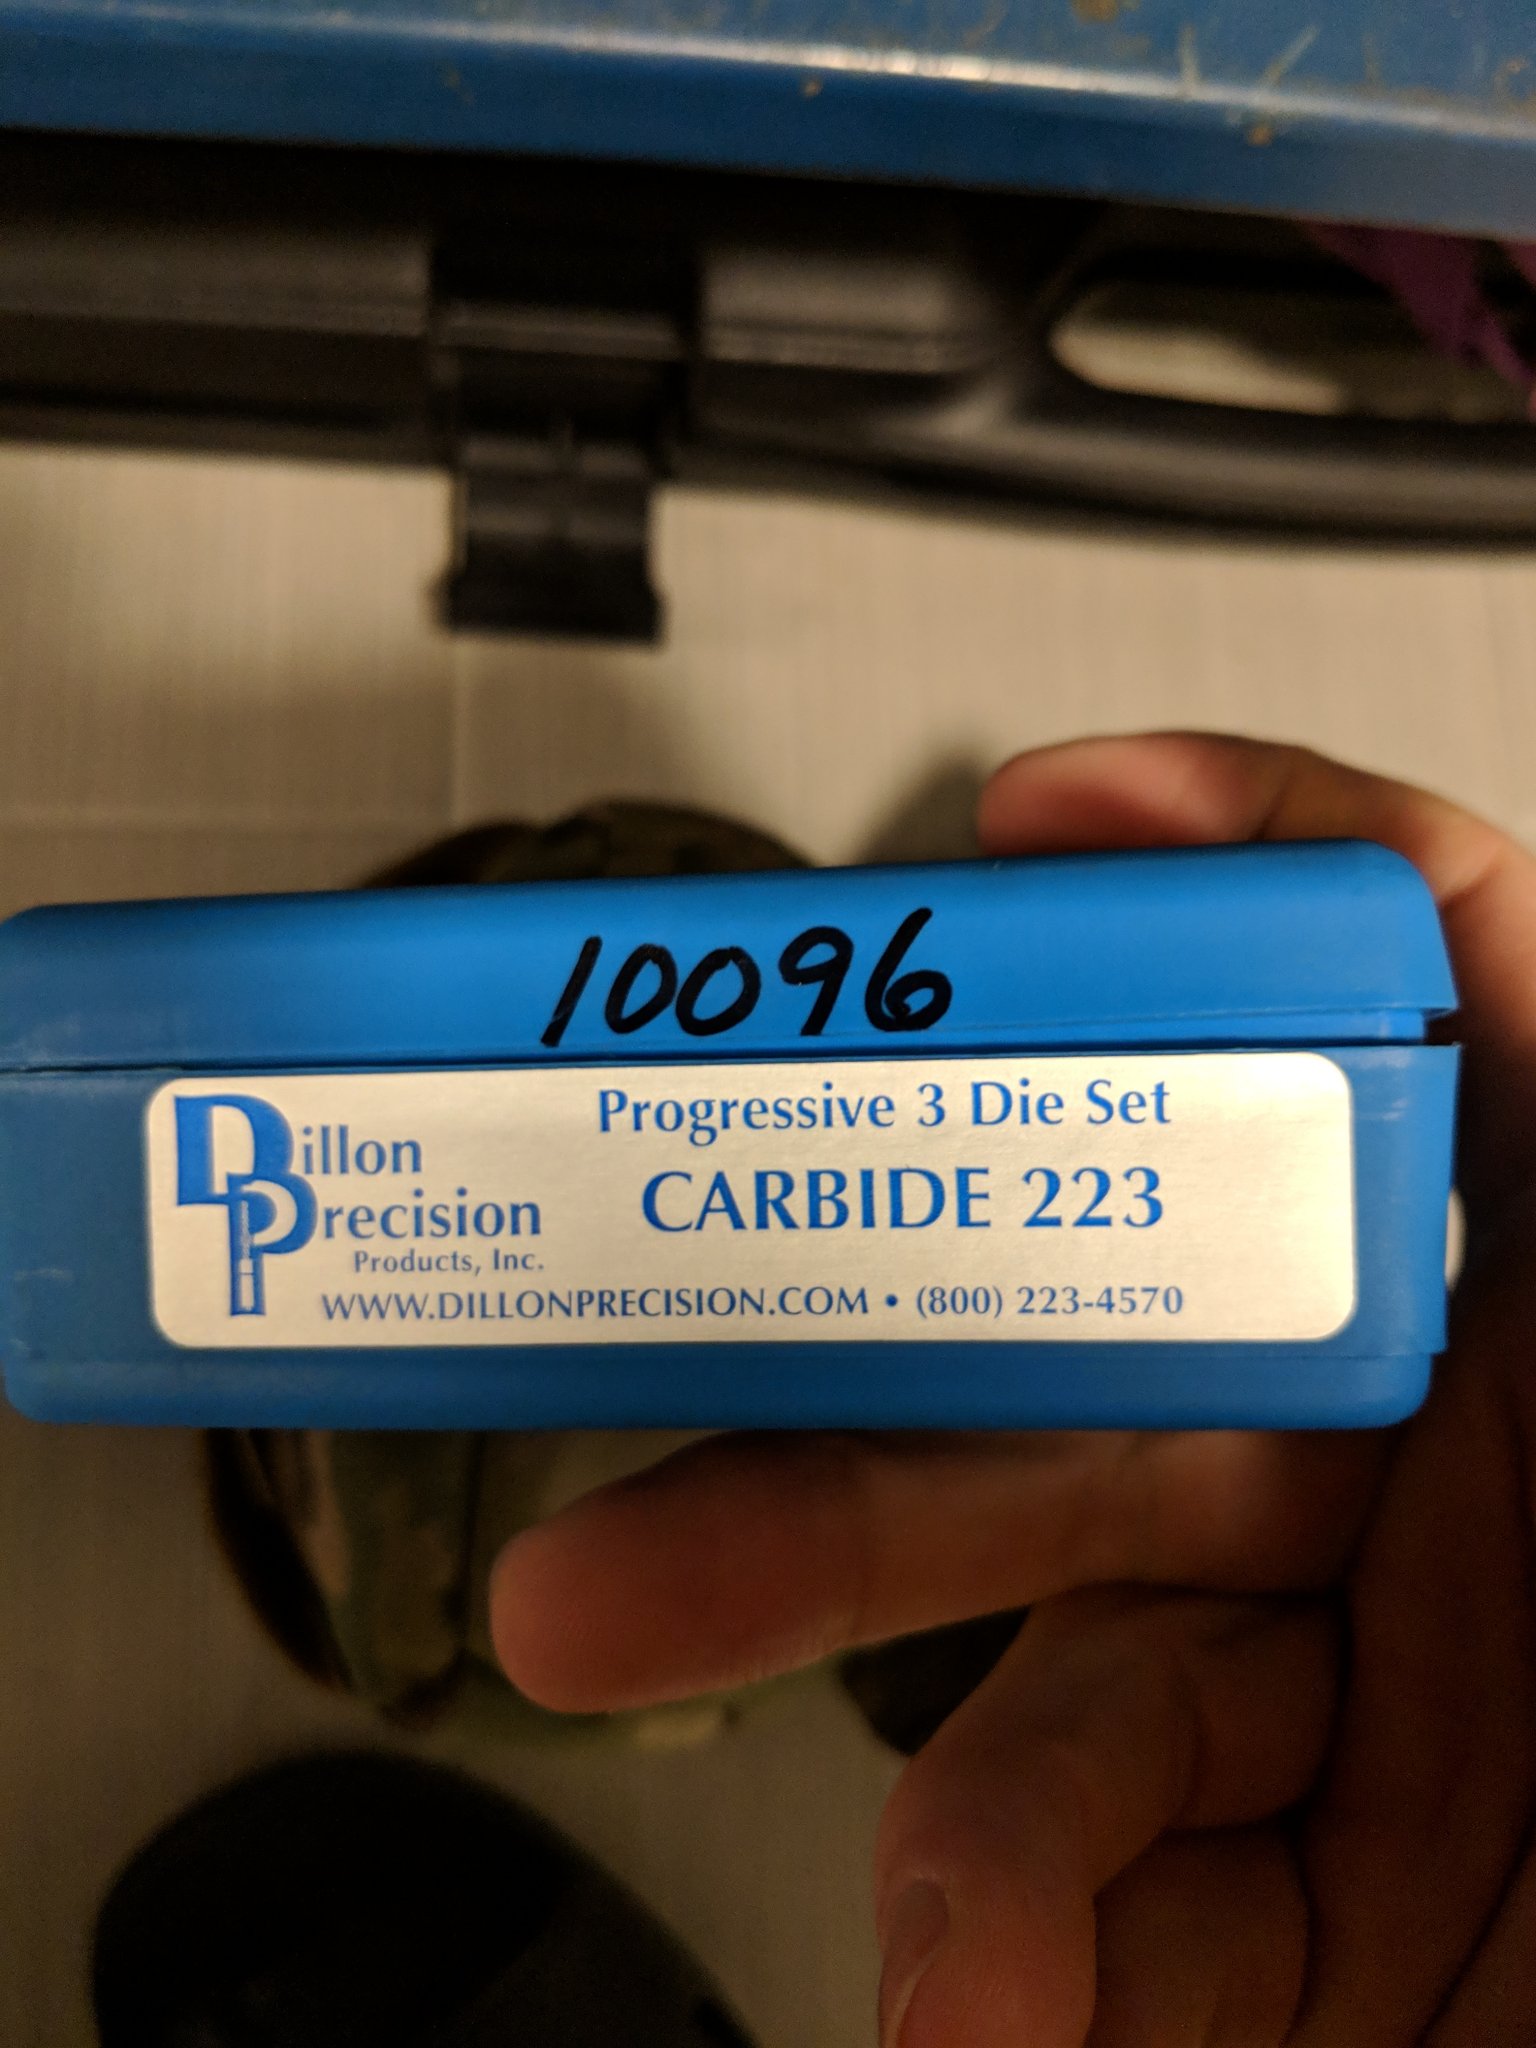 10096
Dillon
Precision
Products, Inc.
Progressive 3 Die Set
CARBIDE 223
WWW.DILLONPRECISION.COM • (800) 223-4570